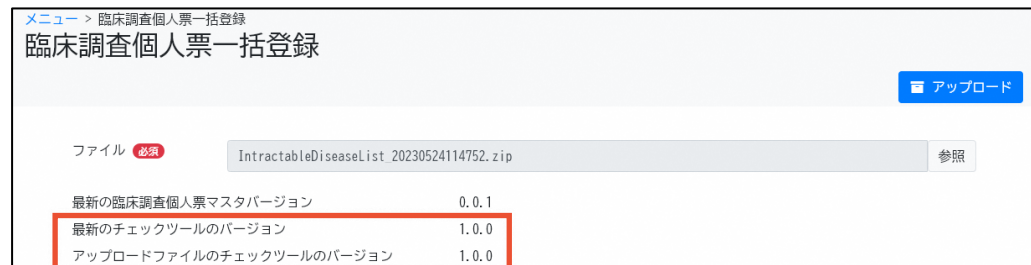 メニュー > 臨床調査個人票一括登録
臨床調査個人票一括登録
アップロード
ファイル 必須 IntractableDiseaseList_20230524114752.zip 参照
最新の臨床調査個人票マスタバージョン 0.0.1
最新のチェックツールのバージョン 1.0.0
アップロードファイルのチェックツールのバージョン 1.0.0